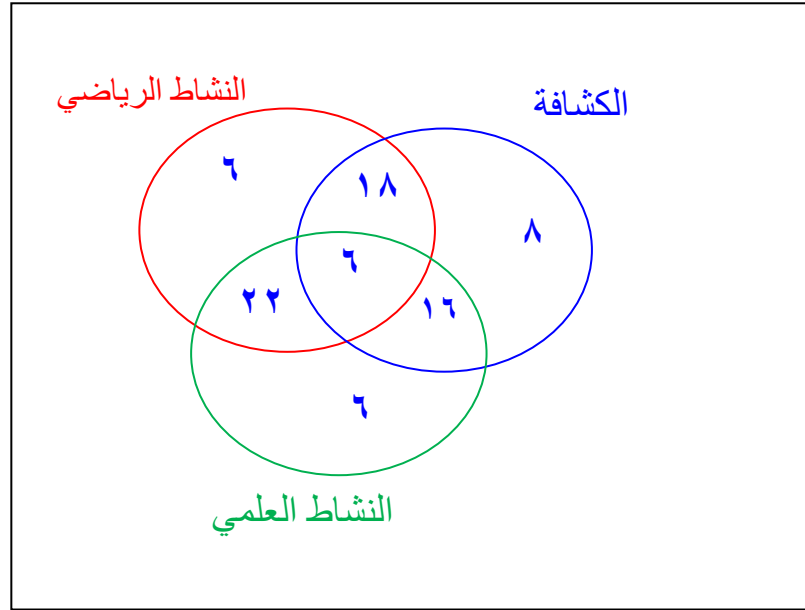 النشاط الرياضي
الكشافة
٦
١٨
٨
٦
٢٢
١٦
٦
النشاط العلمي